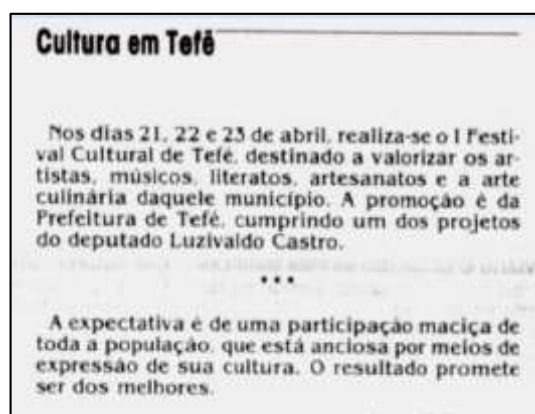 Cultura em Tefé
Nos dias 21, 22 e 23 de abril, realiza-se o I Festi-
val Cultural de Tefé, destinado a valorizar os ar-
tistas, músicos, literatos, artesanatos e a arte
culinária daquele município. A promoção é da
Prefeitura de Tefé, cumprindo um dos projetos
do deputado Luzivaldo Castro.
***
A expectativa é de uma participação maciça de
toda a população, que está anciosa por meios de
expressão de sua cultura. O resultado promete
ser dos melhores.